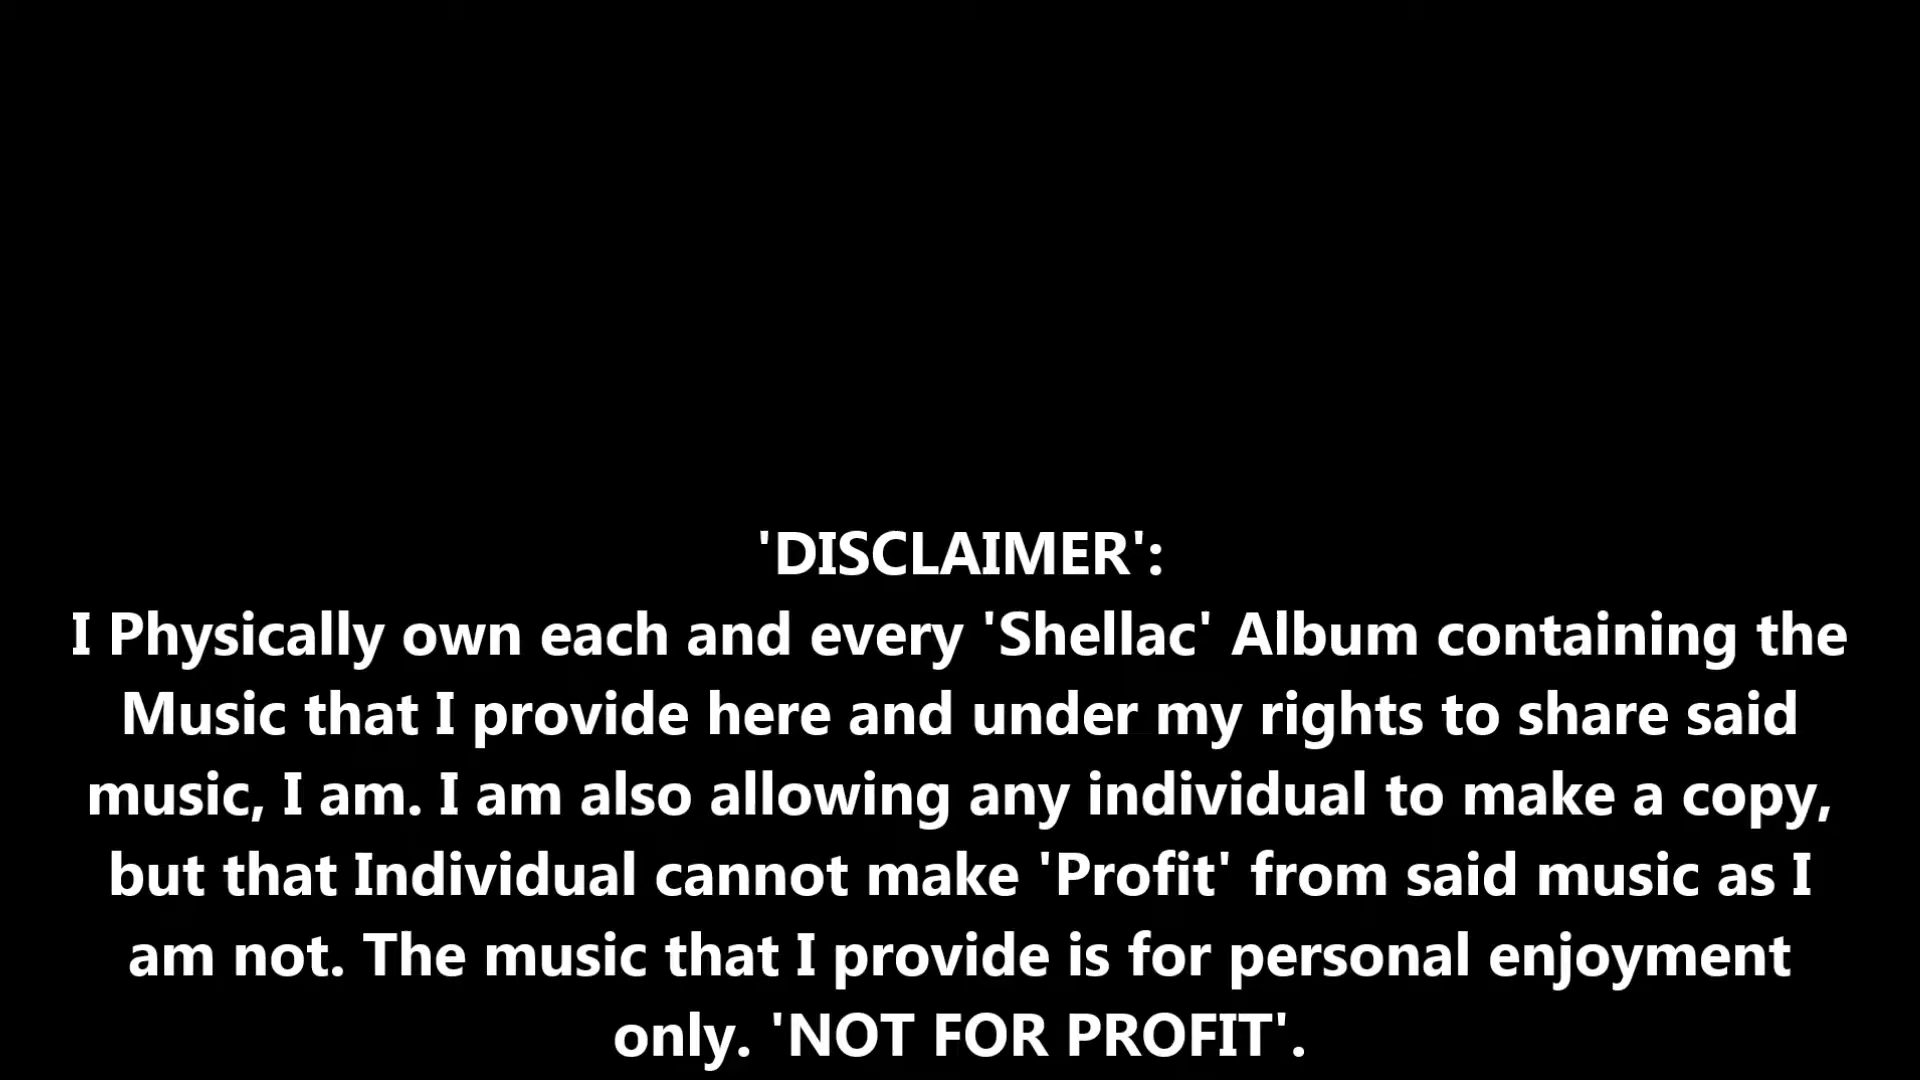 'DISCLAIMER':
I Physically own each and every 'Shellac' Album containing the
Music that I provide here and under my rights to share said
music, I am. I am also allowing any individual to make a copy,
but that Individual cannot make 'Profit' from said music as I
am not. The music that I provide is for personal enjoyment
only. 'NOT FOR PROFIT'.